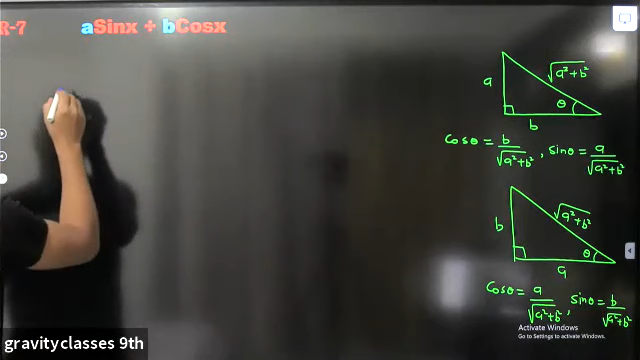 R-7 aSinx + bCosx
a √a²+b² θ
b
Cosθ = b/√a²+b² , sinθ = a/√a²+b²
b √a²+b² θ
a
Cosθ = a/√a²+b² , sinθ = b/√a²+b²
Activate Windows
Go to Settings to activate Windows.
gravityclasses 9th